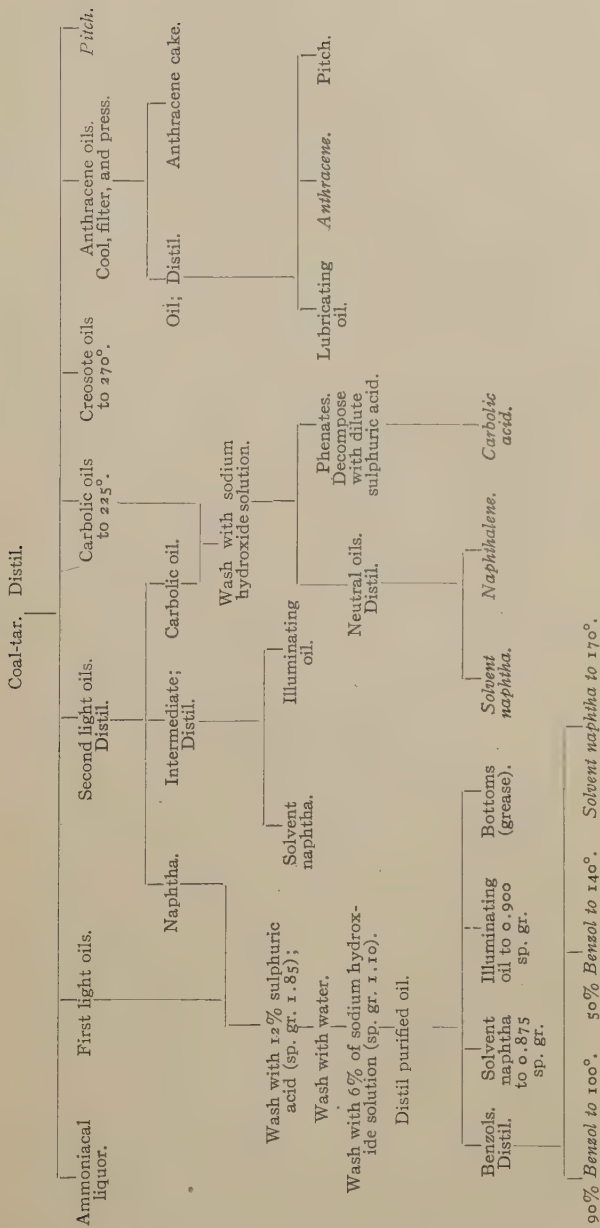 Coal-tar. Distil.
Ammoniacal
liquor.
First light oils.
Second light oils.
Distil.
Carbolic oils
to 225°.
Creosote oils
to 270°.
Anthracene oils.
Cool, filter, and press.
Pitch.
Naphtha.
Intermediate;
Distil.
Carbolic oil.
Oil; Distil.
Anthracene cake.
Wash with sodium
hydroxide solution.
Wash with 12% sulphuric
acid (sp. gr. 1.85);
Wash with water.
Wash with 6% of sodium hydrox-
ide solution (sp. gr. 1.10).
Distil purified oil.
Solvent
naphtha.
Illuminating
oil.
Neutral oils.
Distil.
Phenates.
Decompose
with dilute
sulphuric acid.
Lubricating
oil.
Anthracene.
Pitch.
Benzols.
Distil.
Solvent
naphtha
to 0.875
sp. gr.
Illuminating
oil to 0.900
sp. gr.
Bottoms
(grease).
Solvent
naphtha.
Naphthalene.
Carbolic
acid.
90% Benzol to 100°. 50% Benzol to 140°. Solvent naphtha to 170°.